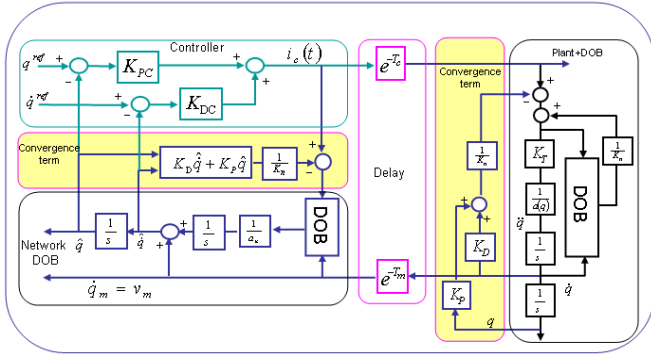 Controller
q^ref + −
K_PC
+ +
i_c(t)
e^-T_c
Plant+DOB
q̇^ref + −
K_DC
Convergence term
− +
+ +
Convergence term
K_D q̂̇ + K_P q̂
1/K_n
+ −
1/K_n
K_T
1/K_n
Delay
DOB
1/a(q)
DOB
+ +
q̈
Network DOB
q̂
1/s
q̂̇
+ +
1/s
1/a_n
K_D
1/s
q̇_m = v_m
e^-T_m
K_P
q̇
1/s
q